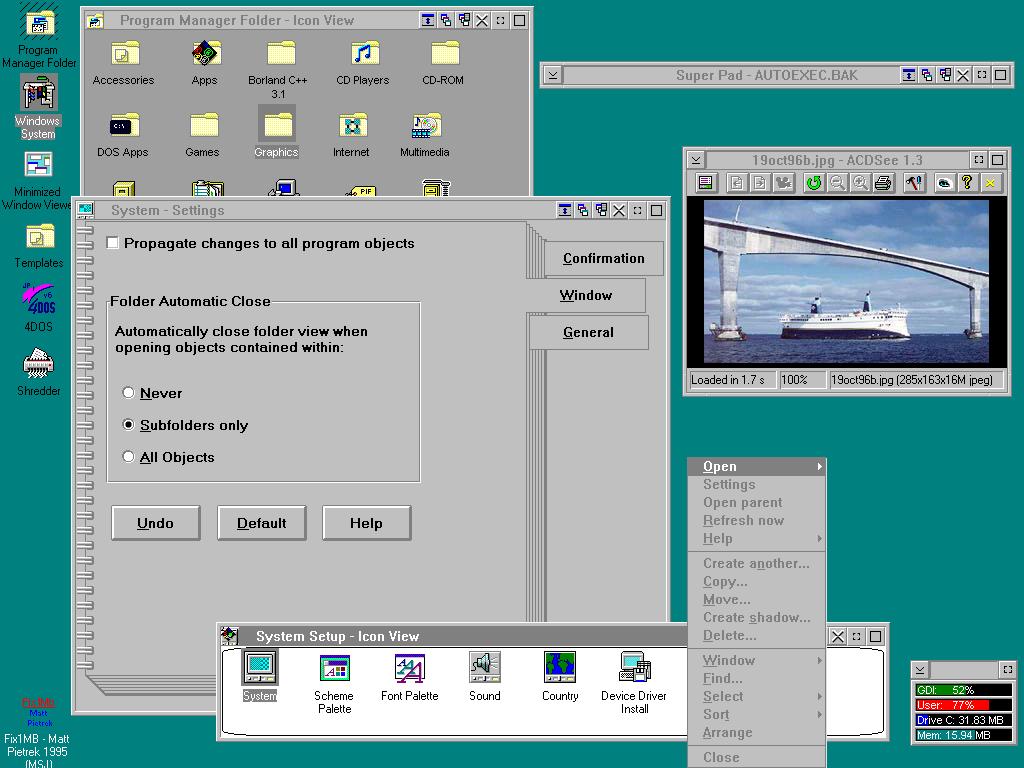 Program
Manager Folder
Windows
System
Minimized
Window Viewe
Templates
JP
v6
4DOS
4DOS
Shredder
Fix1MB
Matt
Pietrek
Fix1MB - Matt
Pietrek 1995
(MSJ)
Program Manager Folder - Icon View
Accessories
Apps
Borland C++
3.1
CD Players
CD-ROM
C:\
DOS Apps
Games
Graphics
Internet
Multimedia
PIF
Super Pad - AUTOEXEC.BAK
19oct96b.jpg - ACDSee 1.3
Loaded in 1.7 s
100%
19oct96b.jpg (285x163x16M jpeg)
System - Settings
Propagate changes to all program objects
Folder Automatic Close
Automatically close folder view when
opening objects contained within:
Never
Subfolders only
All Objects
Undo
Default
Help
Confirmation
Window
General
System Setup - Icon View
System
Scheme
Palette
Font Palette
Sound
Country
Device Driver
Install
Open
Settings
Open parent
Refresh now
Help
Create another...
Copy...
Move...
Create shadow...
Delete...
Window
Find...
Select
Sort
Arrange
Close
GDI: 52%
User: 77%
Drive C: 31.83 MB
Mem: 15.94 MB